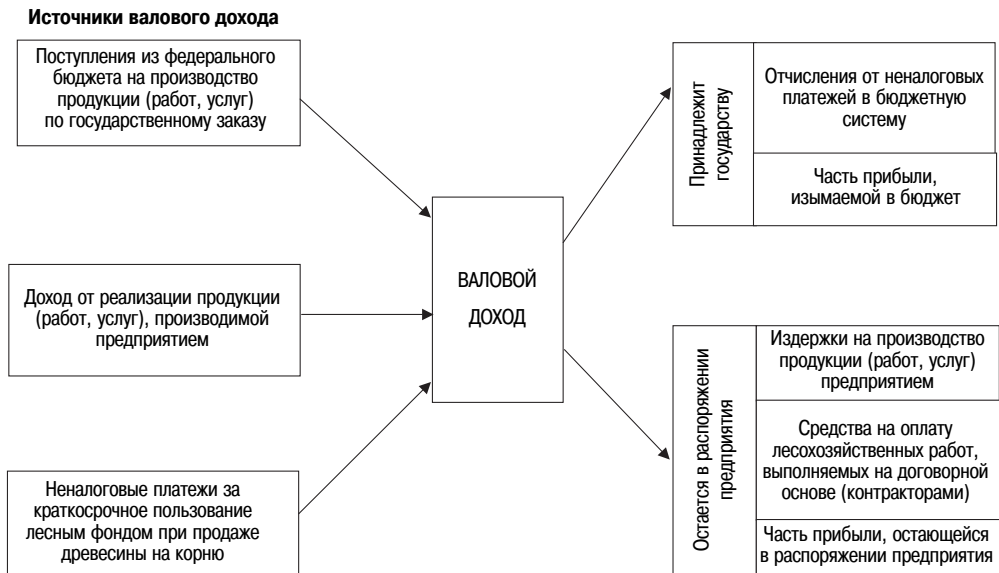 Источники валового дохода
Поступления из федерального
бюджета на производство
продукции (работ, услуг)
по государственному заказу
Доход от реализации продукции
(работ, услуг), производимой
предприятием
Неналоговые платежи за
краткосрочное пользование
лесным фондом при продаже
древесины на корню
ВАЛОВОЙ
ДОХОД
Принадлежит
государству
Отчисления от неналоговых
платежей в бюджетную
систему
Часть прибыли,
изымаемой в бюджет
Остается в распоряжении
предприятия
Издержки на производство
продукции (работ, услуг)
предприятием
Средства на оплату
лесохозяйственных работ,
выполняемых на договорной
основе (контракторами)
Часть прибыли, остающейся
в распоряжении предприятия